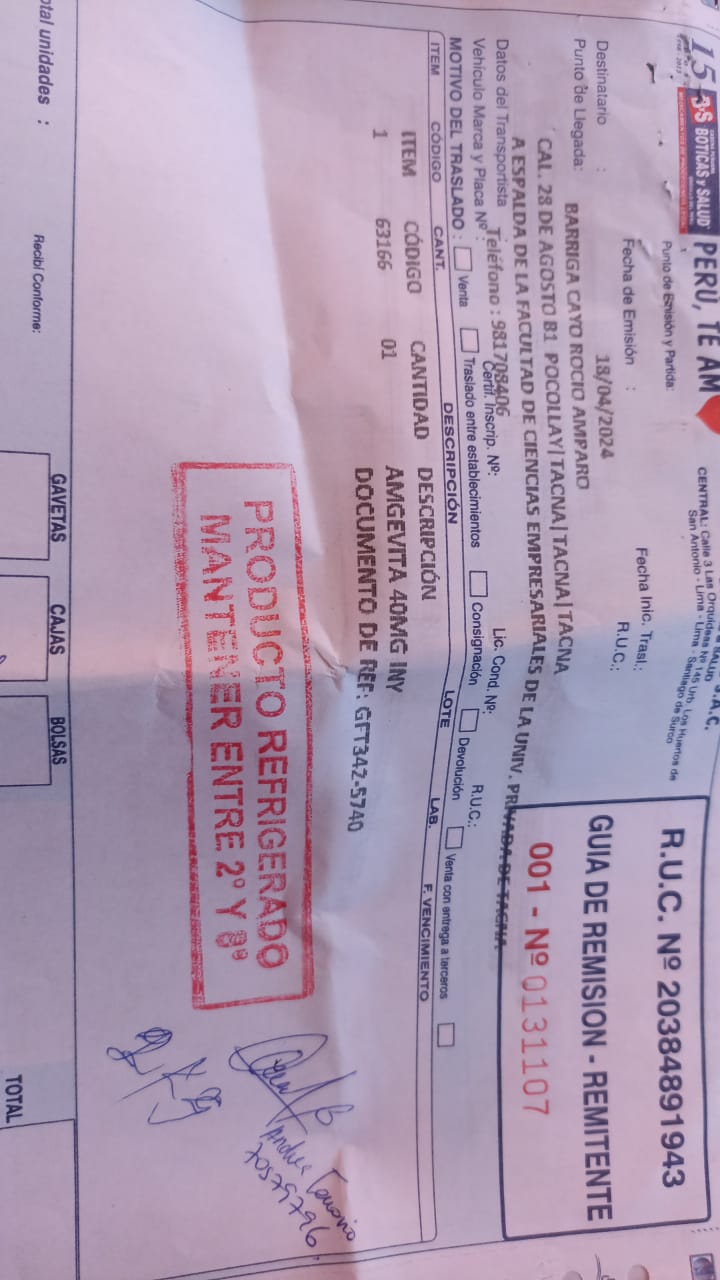 BOTICAS Y SALUD
PERU, TE AM
CENTRAL: Calle 3 Las Orquídeas Nº 145 Urb. Los Huertos de
San Antonio - Lima - Lima - Santiago de Surco
R.U.C. Nº 20384891943
GUIA DE REMISION - REMITENTE
001 - Nº 0131107
Punto de Emisión y Partida:
Fecha de Emisión :
18/04/2024
Fecha Inic. Trasl.:
R.U.C.:
Destinatario :
BARRIGA CAYO ROCIO AMPARO
Punto de Llegada:
CAL. 28 DE AGOSTO B1 POCOLLAY|TACNA|TACNA|TACNA
A ESPALDA DE LA FACULTAD DE CIENCIAS EMPRESARIALES DE LA UNIV. PRIVADA DE TACNA
Datos del Transportista
Teléfono : 981708406
Lic. Cond. Nº:
R.U.C.:
Vehículo Marca y Placa Nº :
Certif. Inscrip. Nº:
MOTIVO DEL TRASLADO : Venta Traslado entre establecimientos Consignación Devolución Venta con entrega a terceros
ITEM CÓDIGO CANT. DESCRIPCIÓN LOTE LAB. F. VENCIMIENTO
ITEM CÓDIGO CANTIDAD DESCRIPCIÓN
1 63166 01 AMGEVITA 40MG INY
DOCUMENTO DE REF: GFT342-5740
PRODUCTO REFRIGERADO
MANTENER ENTRE 2º Y 8º
tal unidades :
Recibí Conforme:
GAVETAS
CAJAS
BOLSAS
TOTAL